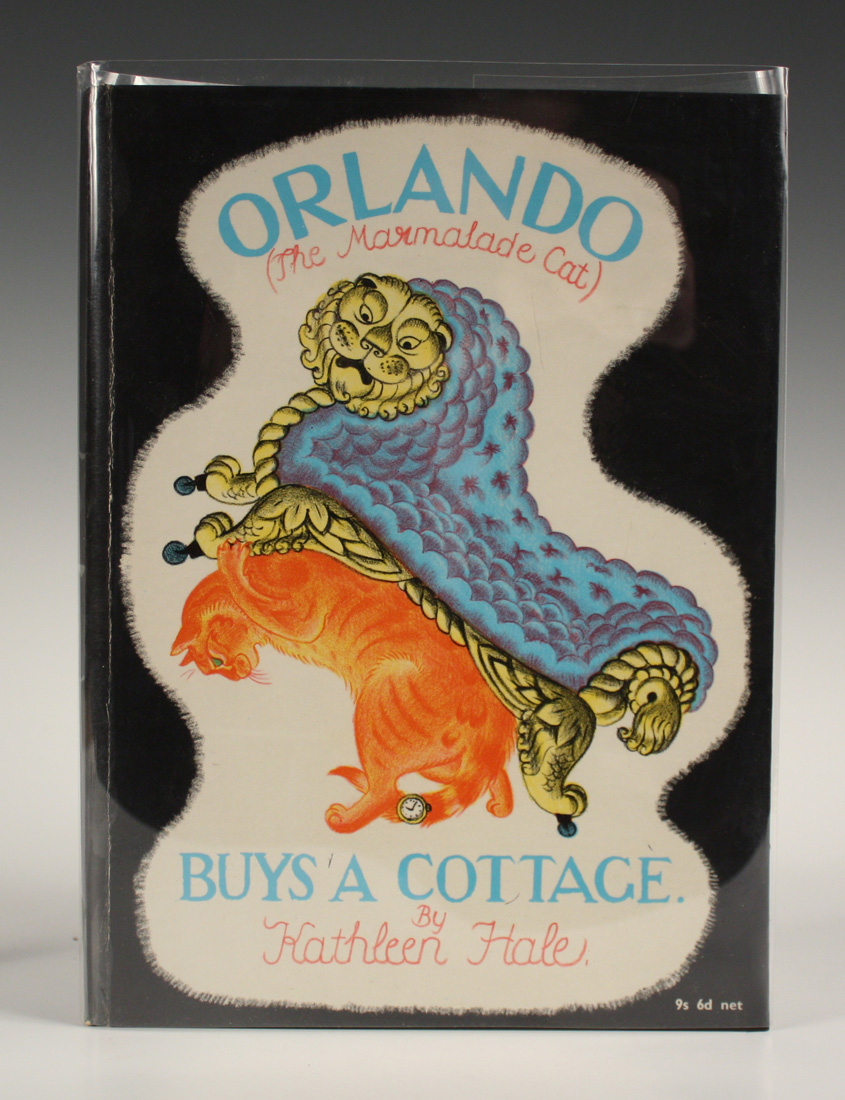 ORLANDO
(The Marmalade Cat)
BUYS A COTTAGE.
By
Kathleen Hale.
9s 6d net